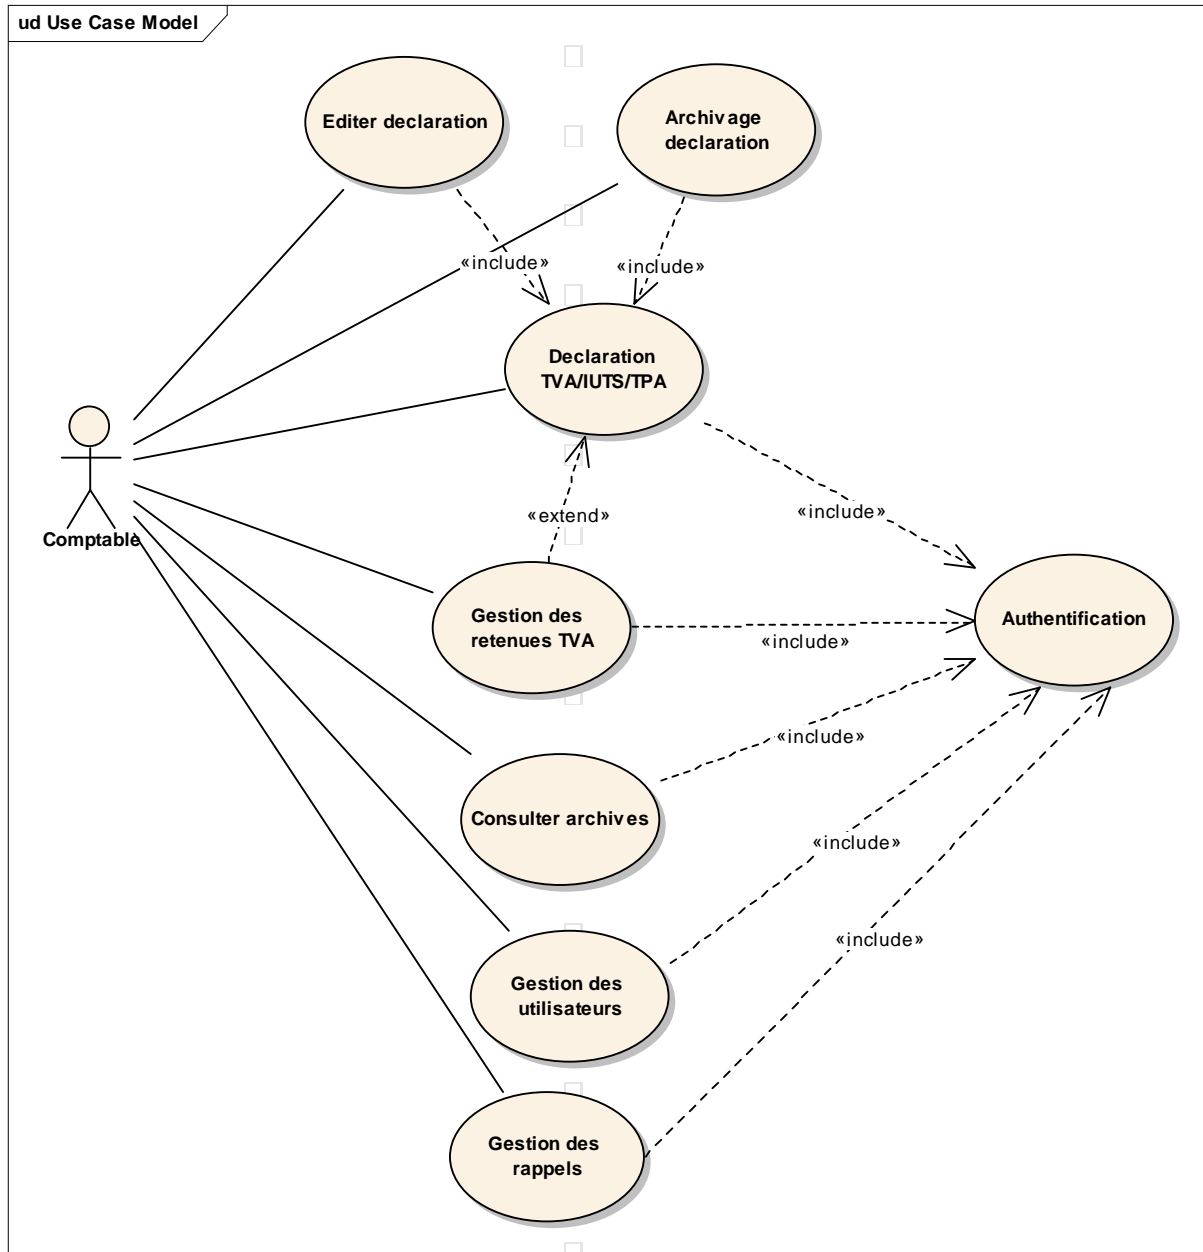 ud Use Case Model
Editer declaration
Archivage
declaration
«include»
«include»
Declaration
TVA/IUTS/TPA
«include»
Comptable
«extend»
Gestion des
retenues TVA
«include»
Authentification
«include»
Consulter archives
«include»
«include»
Gestion des
utilisateurs
Gestion des
rappels